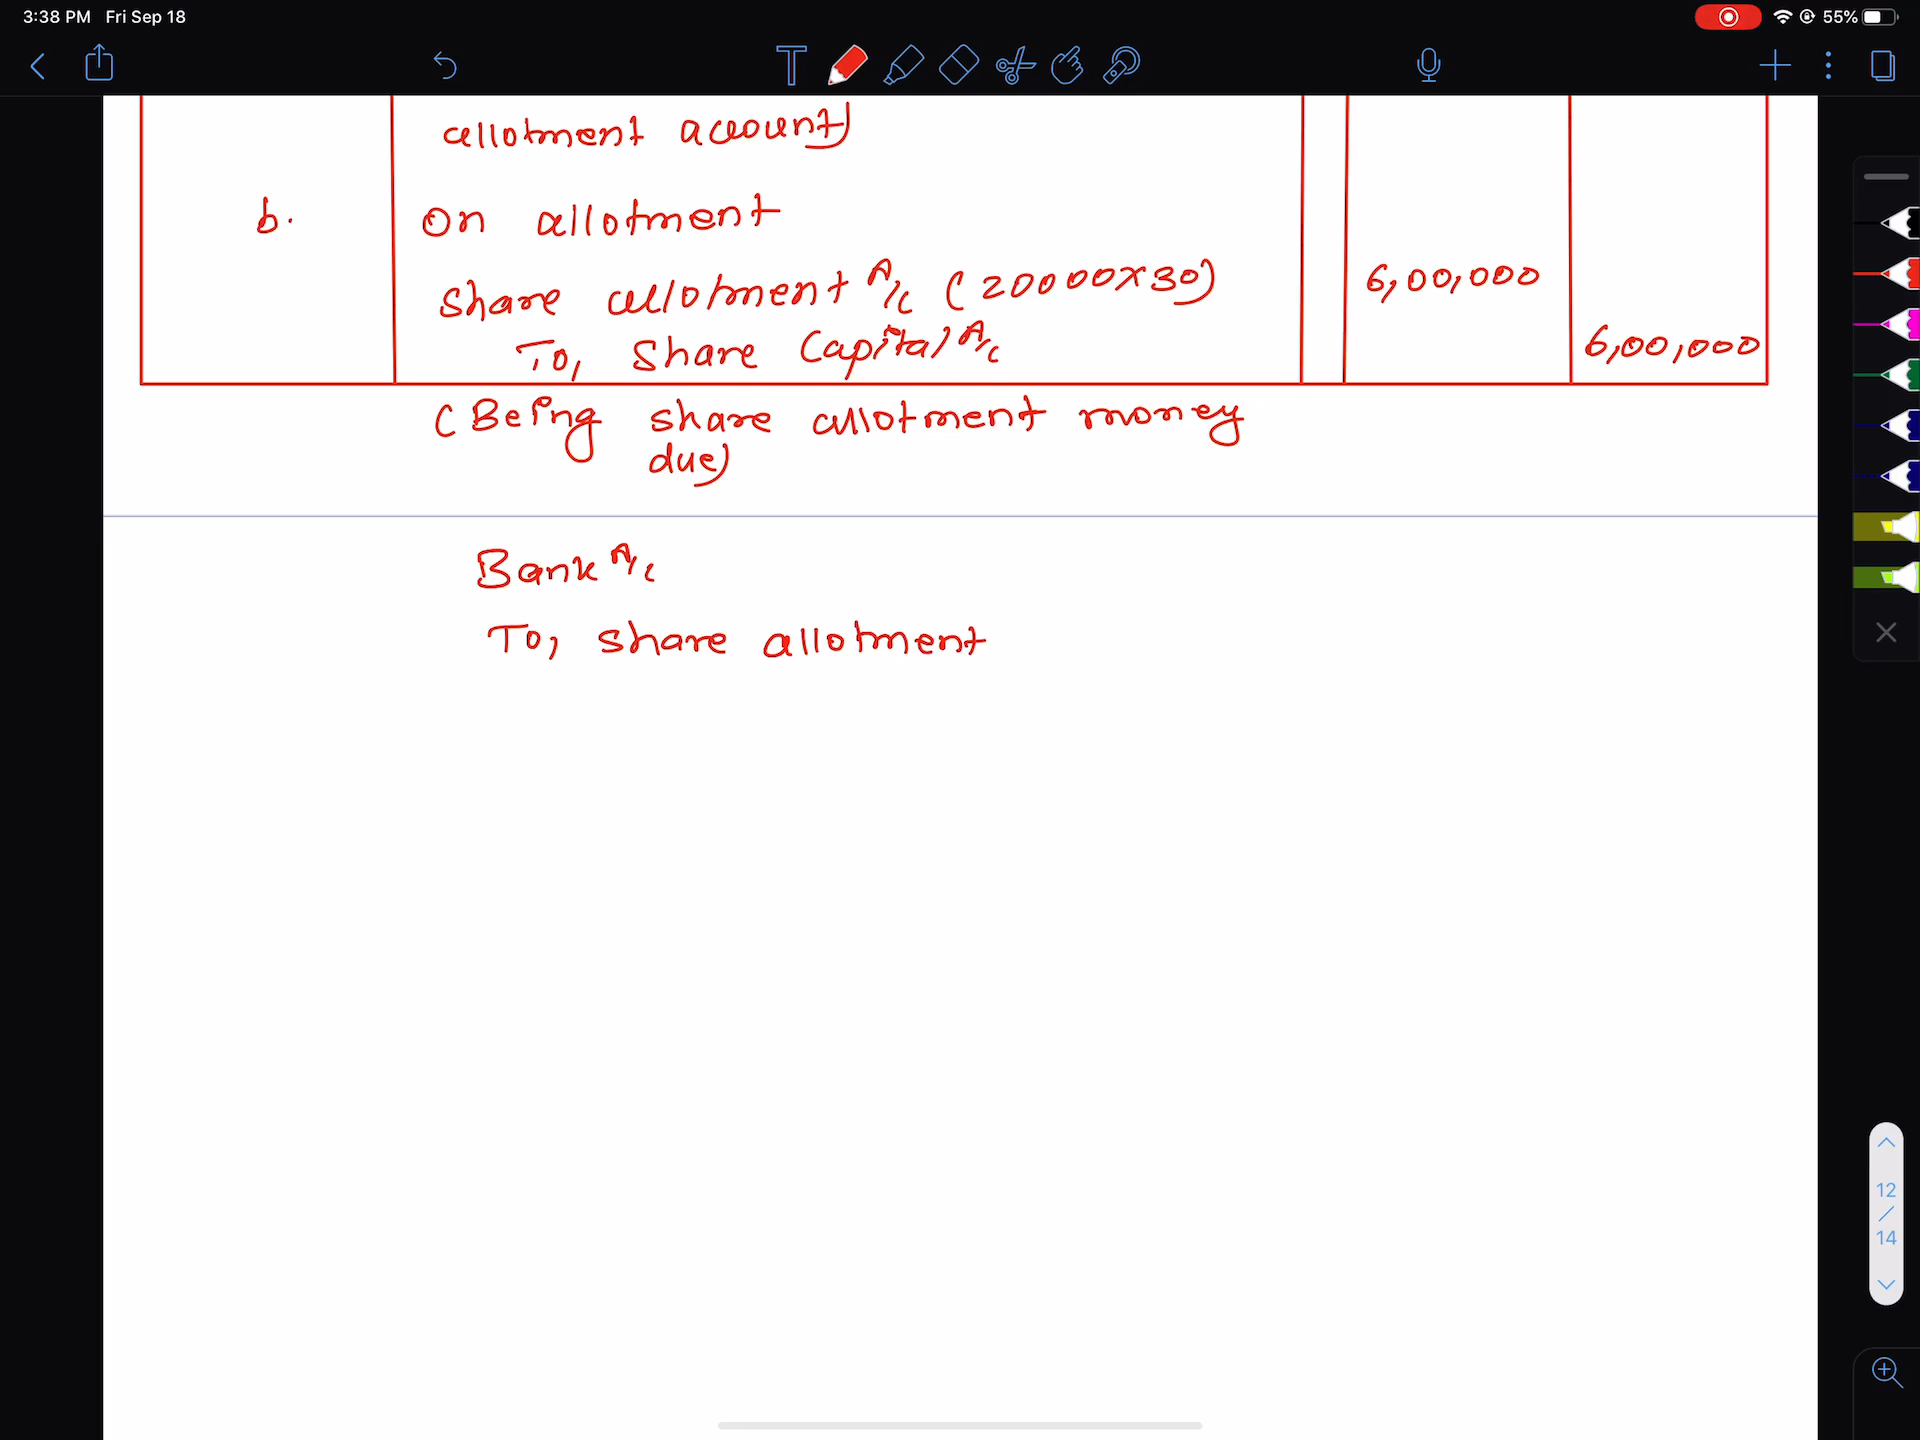 3:38 PM Fri Sep 18
55%
allotment account)
b.
On allotment
Share allotment A/c (20000x30) 6,00,000
To, Share Capital A/c 6,00,000
(Being share allotment money
due)
Bank A/c
To, share allotment
12
/
14